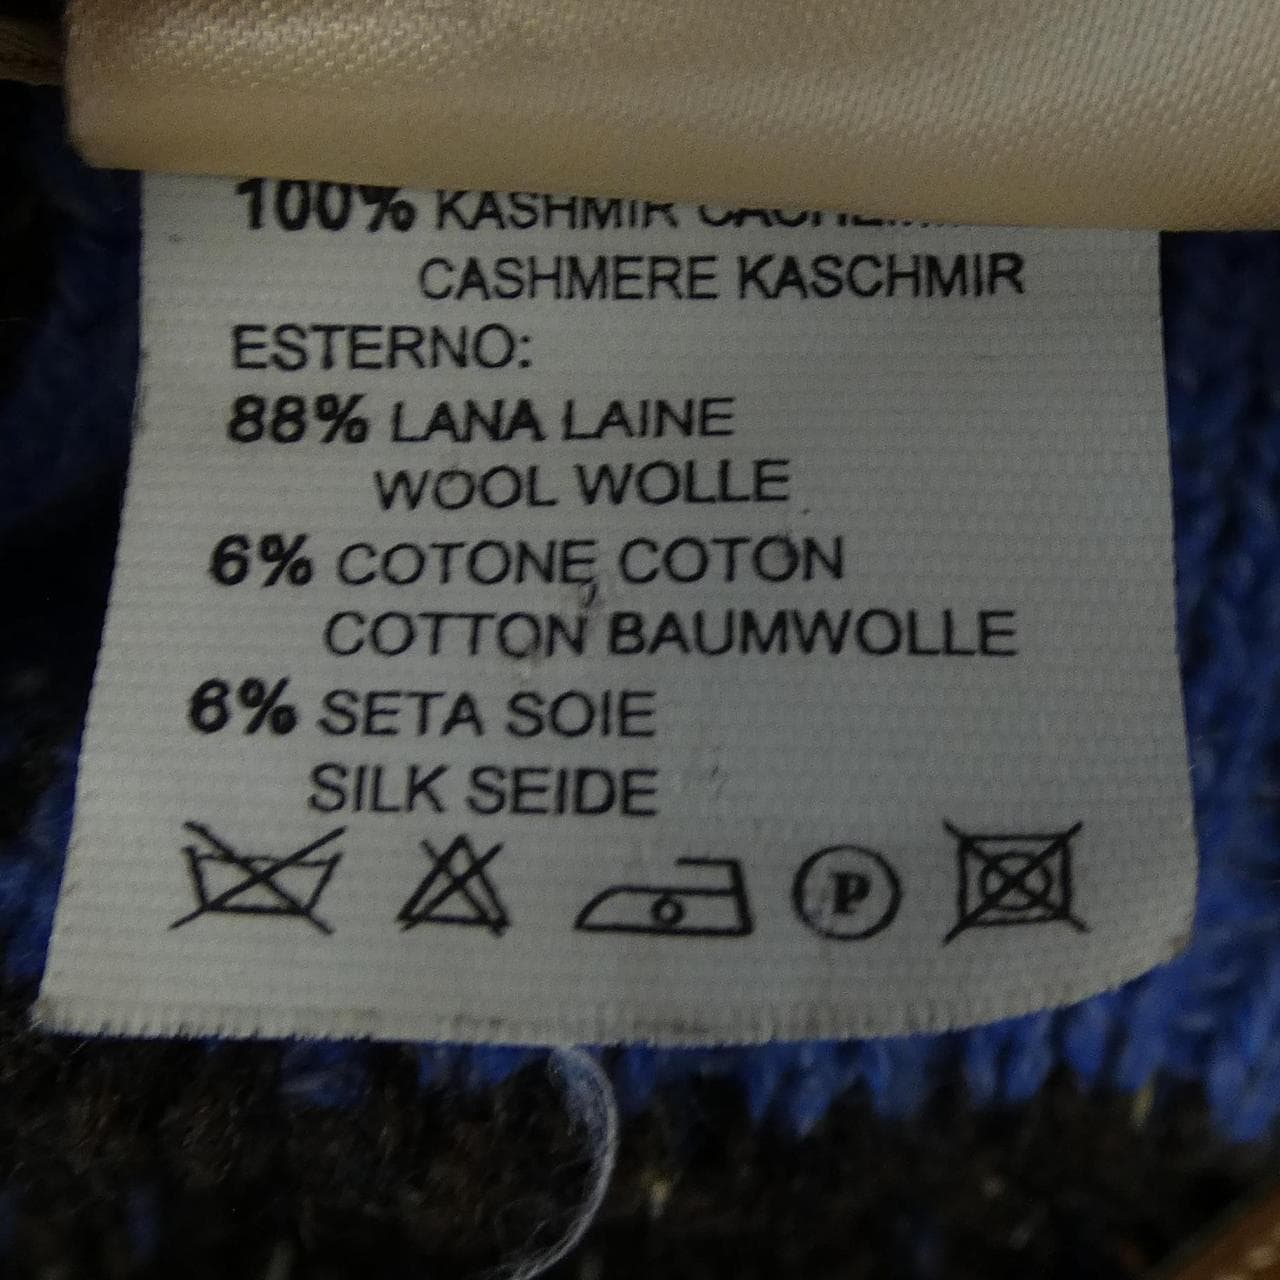 100% KASHMIR
CASHMERE KASCHMIR
ESTERNO:
88% LANA LAINE
WOOL WOLLE
6% COTONE COTON
COTTON BAUMWOLLE
6% SETA SOIE
SILK SEIDE
P